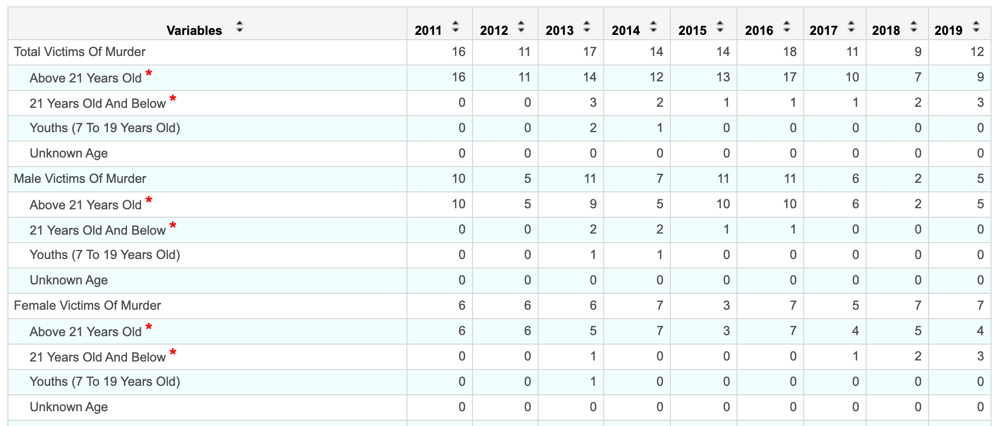 Variables 2011 2012 2013 2014 2015 2016 2017 2018 2019
Total Victims Of Murder 16 11 17 14 14 18 11 9 12
Above 21 Years Old * 16 11 14 12 13 17 10 7 9
21 Years Old And Below * 0 0 3 2 1 1 1 2 3
Youths (7 To 19 Years Old) 0 0 2 1 0 0 0 0 0
Unknown Age 0 0 0 0 0 0 0 0 0
Male Victims Of Murder 10 5 11 7 11 11 6 2 5
Above 21 Years Old * 10 5 9 5 10 10 6 2 5
21 Years Old And Below * 0 0 2 2 1 1 0 0 0
Youths (7 To 19 Years Old) 0 0 1 1 0 0 0 0 0
Unknown Age 0 0 0 0 0 0 0 0 0
Female Victims Of Murder 6 6 6 7 3 7 5 7 7
Above 21 Years Old * 6 6 5 7 3 7 4 5 4
21 Years Old And Below * 0 0 1 0 0 0 1 2 3
Youths (7 To 19 Years Old) 0 0 1 0 0 0 0 0 0
Unknown Age 0 0 0 0 0 0 0 0 0